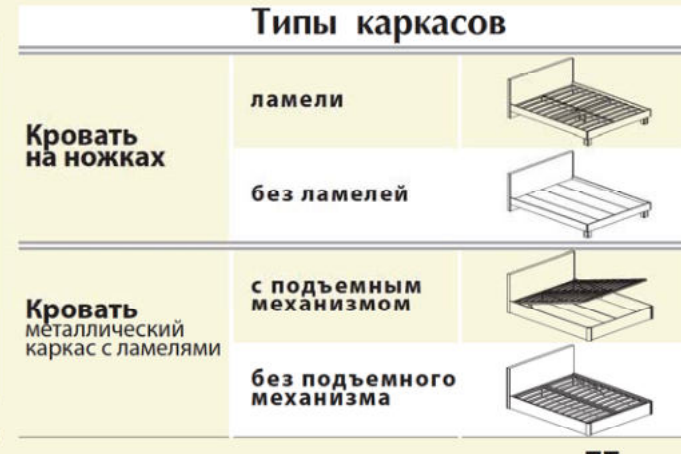 Типы каркасов
Кровать
на ножках
ламели
без ламелей
Кровать
металлический
каркас с ламелями
с подъемным
механизмом
без подъемного
механизма